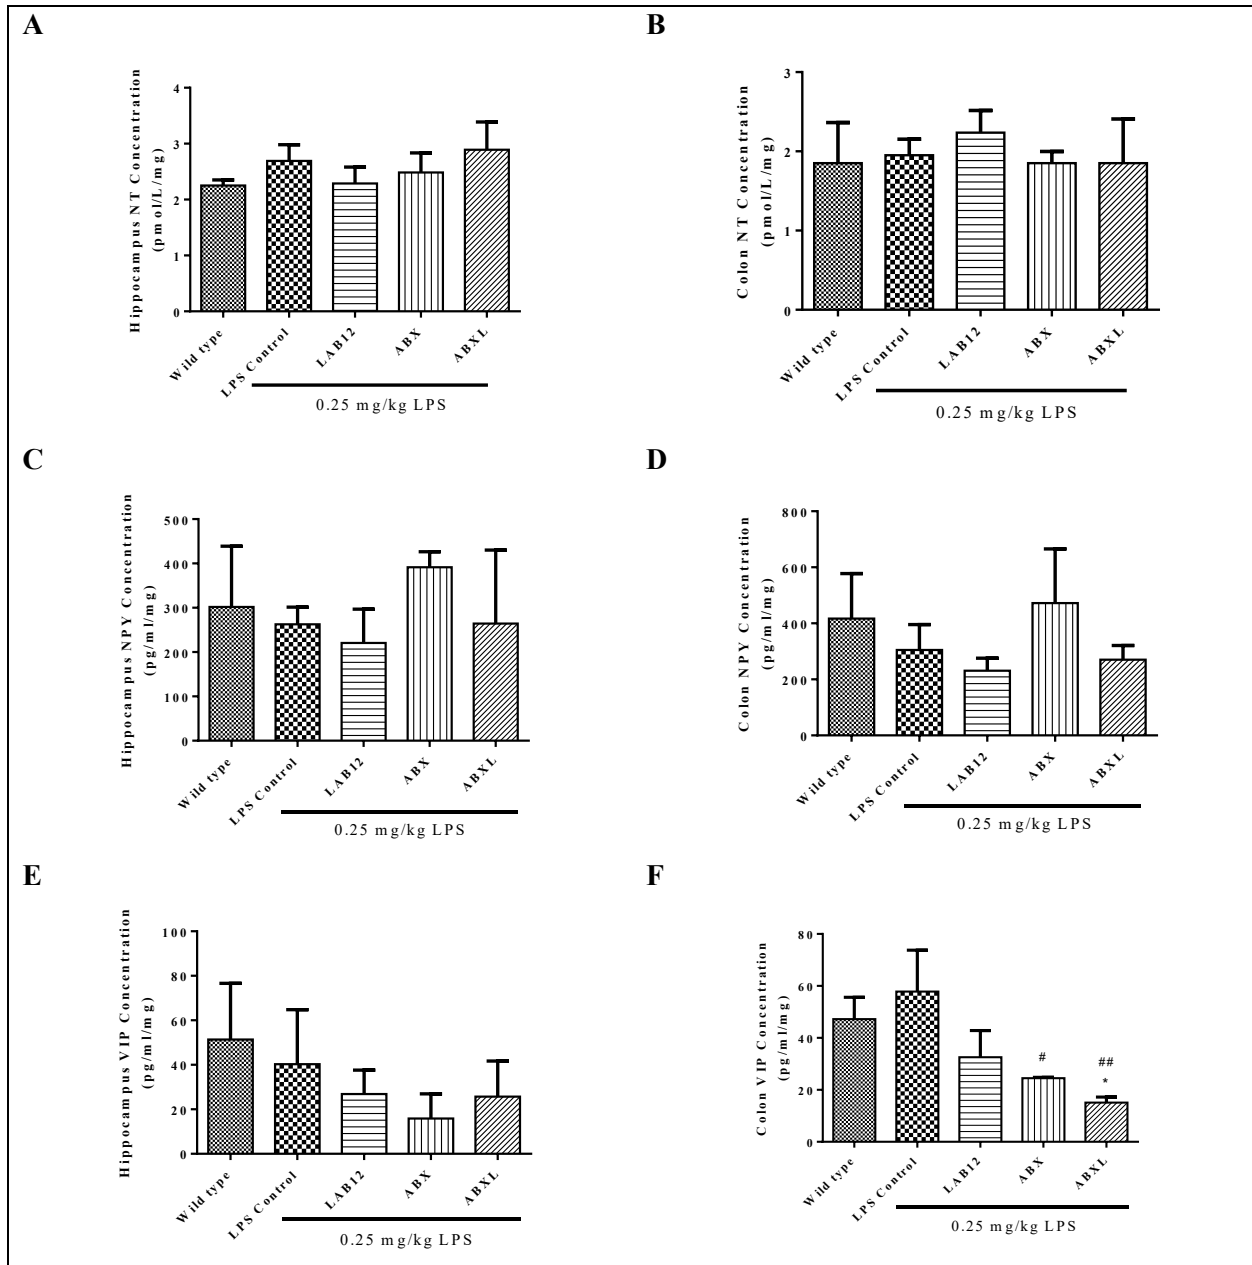 A
Hippocampus NT Concentration
(pmol/L/mg)
4
3
2
1
0
Wild type
LPS Control
LAB12
ABX
ABXL
0.25 mg/kg LPS
B
Colon NT Concentration
(pmol/L/mg)
3
2
1
0
Wild type
LPS Control
LAB12
ABX
ABXL
0.25 mg/kg LPS
C
Hippocampus NPY Concentration
(pg/ml/mg)
500
400
300
200
100
0
Wild type
LPS Control
LAB12
ABX
ABXL
0.25 mg/kg LPS
D
Colon NPY Concentration
(pg/ml/mg)
800
600
400
200
0
Wild type
LPS Control
LAB12
ABX
ABXL
0.25 mg/kg LPS
E
Hippocampus VIP Concentration
(pg/ml/mg)
100
80
60
40
20
0
Wild type
LPS Control
LAB12
ABX
ABXL
0.25 mg/kg LPS
F
Colon VIP Concentration
(pg/ml/mg)
80
60
40
20
0
#
##
*
Wild type
LPS Control
LAB12
ABX
ABXL
0.25 mg/kg LPS